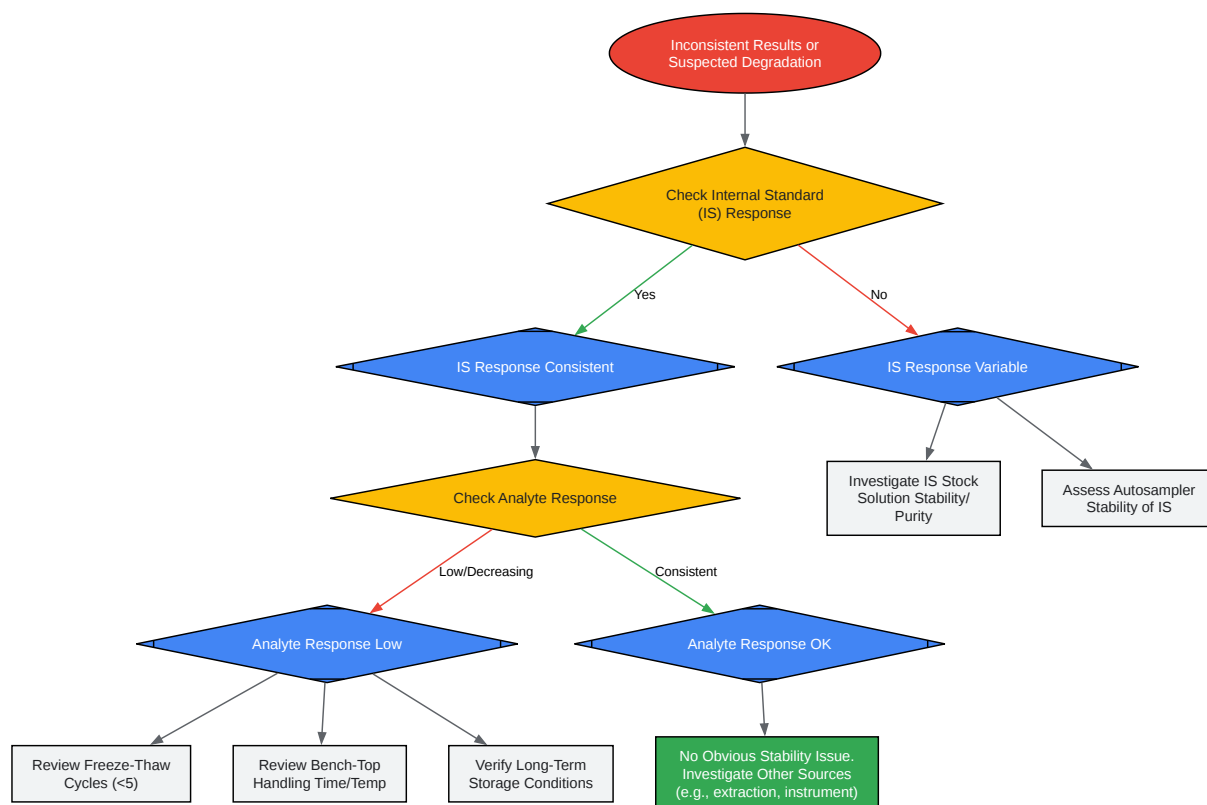 Inconsistent Results or
Suspected Degradation
Check Internal Standard
(IS) Response
Yes
No
IS Response Consistent
IS Response Variable
Check Analyte Response
Investigate IS Stock
Solution Stability/
Purity
Assess Autosampler
Stability of IS
Low/Decreasing
Consistent
Analyte Response Low
Analyte Response OK
Review Freeze-Thaw
Cycles (<5)
Review Bench-Top
Handling Time/Temp
Verify Long-Term
Storage Conditions
No Obvious Stability Issue.
Investigate Other Sources
(e.g., extraction, instrument)